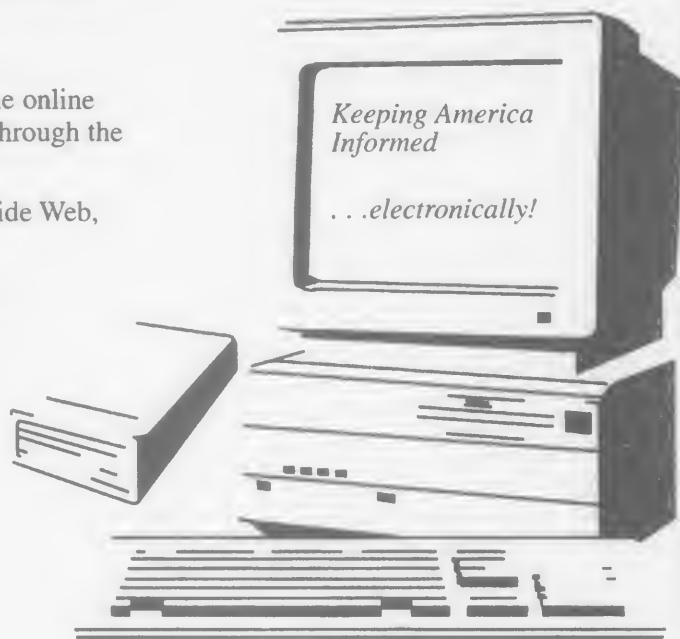 e online
hrough the
ide Web,
Keeping America
Informed
. . .electronically!